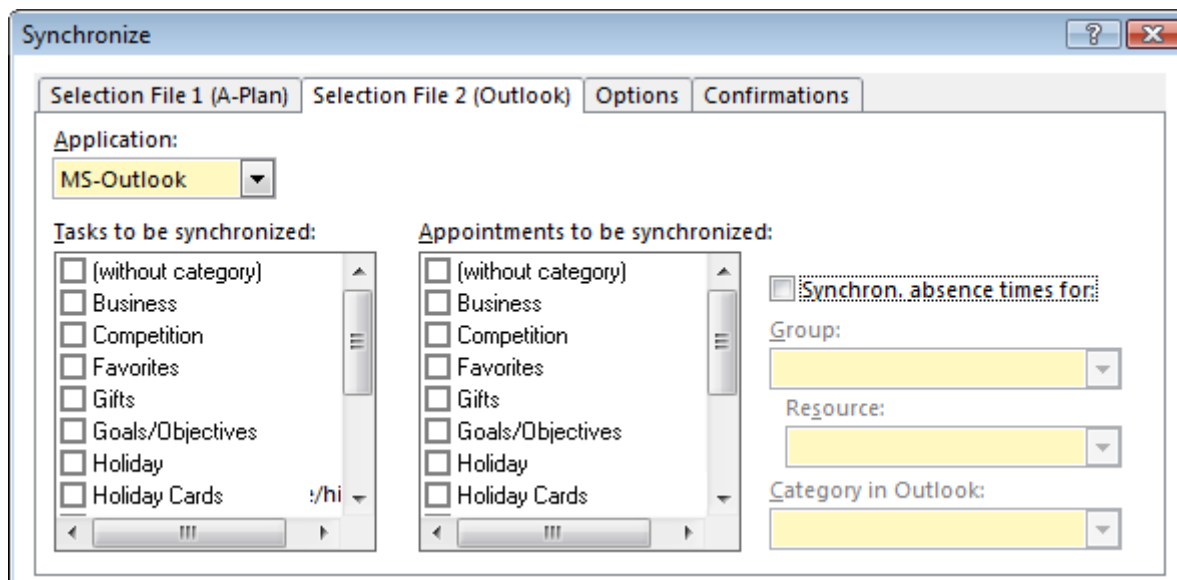 Synchronize
Selection File 1 (A-Plan) Selection File 2 (Outlook) Options Confirmations
Application:
MS-Outlook
Tasks to be synchronized:
(without category)
Business
Competition
Favorites
Gifts
Goals/Objectives
Holiday
Holiday Cards :/hi
Appointments to be synchronized:
(without category)
Business
Competition
Favorites
Gifts
Goals/Objectives
Holiday
Holiday Cards
Synchron. absence times for:
Group:
Resource:
Category in Outlook: